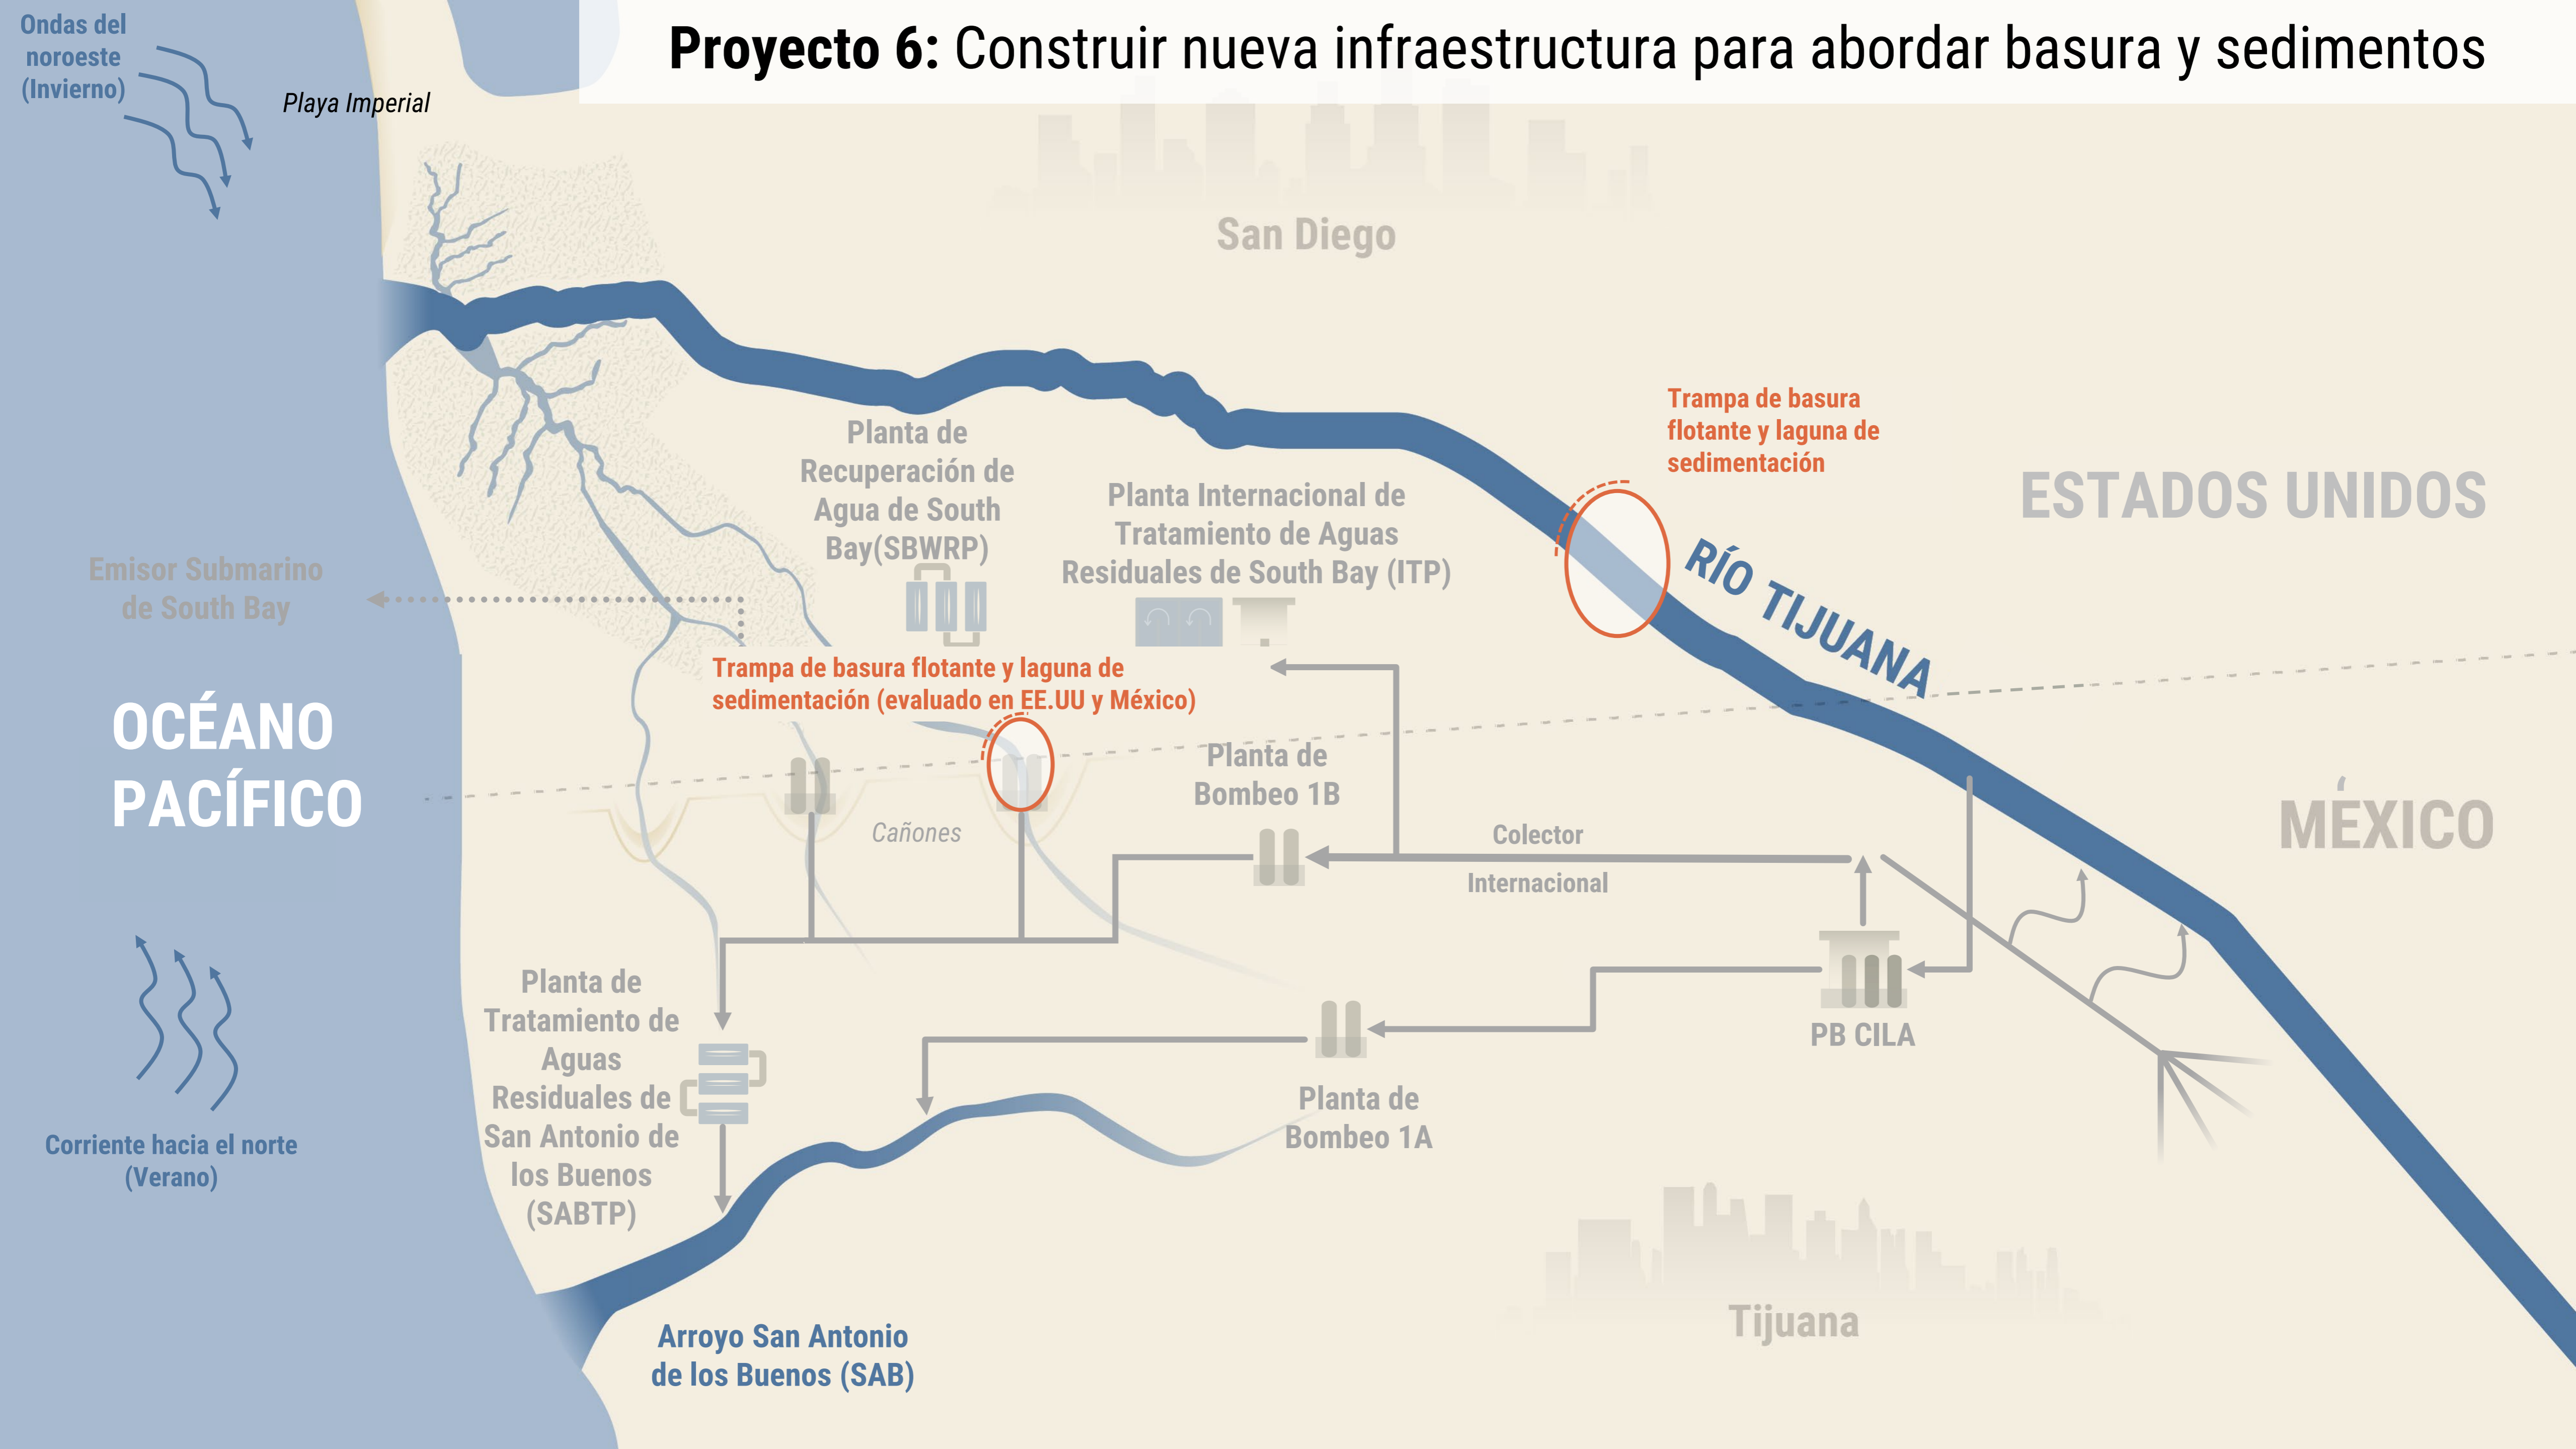 Proyecto 6: Construir nueva infraestructura para abordar basura y sedimentos
Ondas del
noroeste
(Invierno)
Playa Imperial
San Diego
Trampa de basura
flotante y laguna de
sedimentación
ESTADOS UNIDOS
RÍO TIJUANA
Planta de
Recuperación de
Agua de South
Bay(SBWRP)
Planta Internacional de
Tratamiento de Aguas
Residuales de South Bay (ITP)
Emisor Submarino
de South Bay
Trampa de basura flotante y laguna de
sedimentación (evaluado en EE.UU y México)
OCÉANO
PACÍFICO
Planta de
Bombeo 1B
Cañones
Colector
Internacional
MÉXICO
Planta de
Tratamiento de
Aguas
Residuales de
San Antonio de
los Buenos
(SABTP)
PB CILA
Planta de
Bombeo 1A
Corriente hacia el norte
(Verano)
Tijuana
Arroyo San Antonio
de los Buenos (SAB)